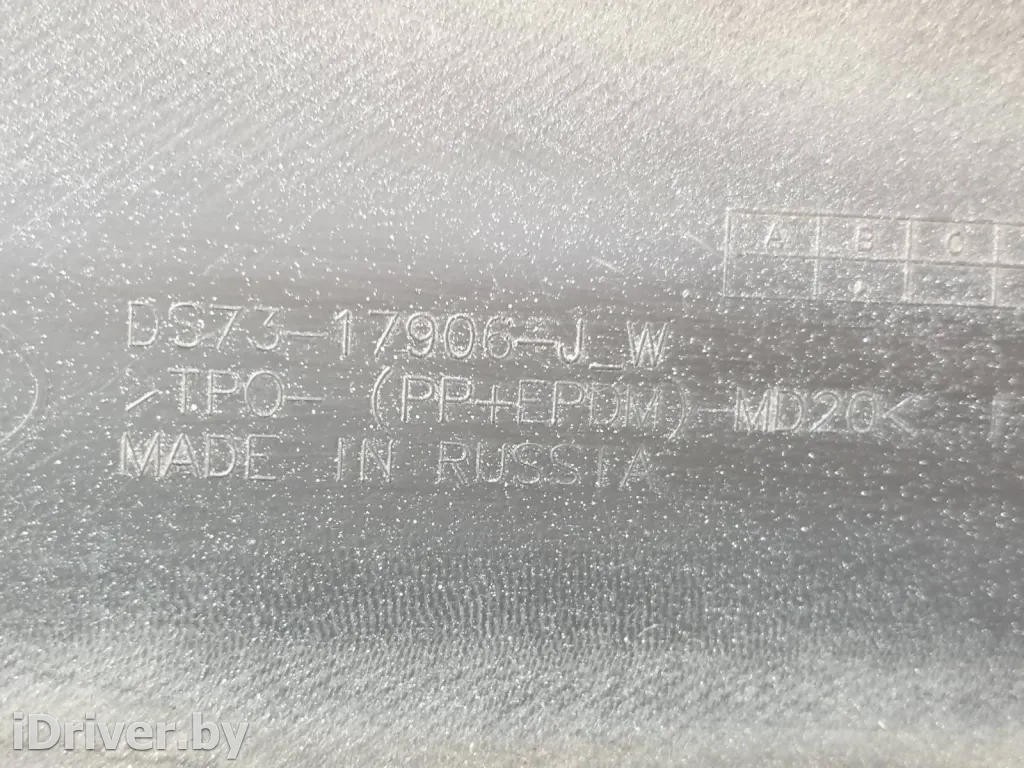 A B C
DS73-17906-J_W
>TPO- (PP+EPDM)-MD20<
MADE IN RUSSIA
iDriver.by